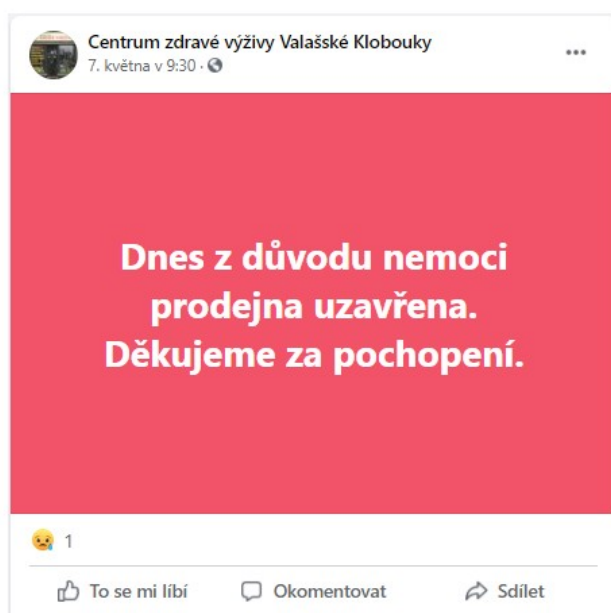 Centrum zdravé výživy Valašské Klobouky
7. května v 9:30 ·
Dnes z důvodu nemoci
prodejna uzavřena.
Děkujeme za pochopení.
1
To se mi líbí Okomentovat Sdílet